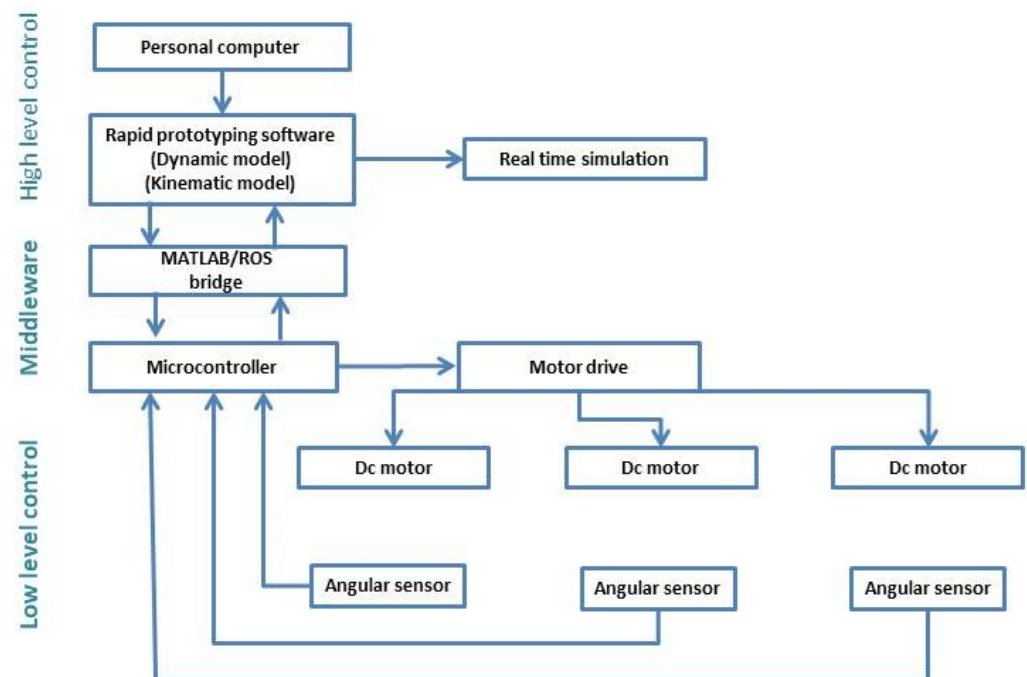 High level control
Personal computer
Rapid prototyping software
(Dynamic model)
(Kinematic model)
Real time simulation
Middleware
MATLAB/ROS
bridge
Microcontroller
Motor drive
Low level control
Dc motor
Dc motor
Dc motor
Angular sensor
Angular sensor
Angular sensor